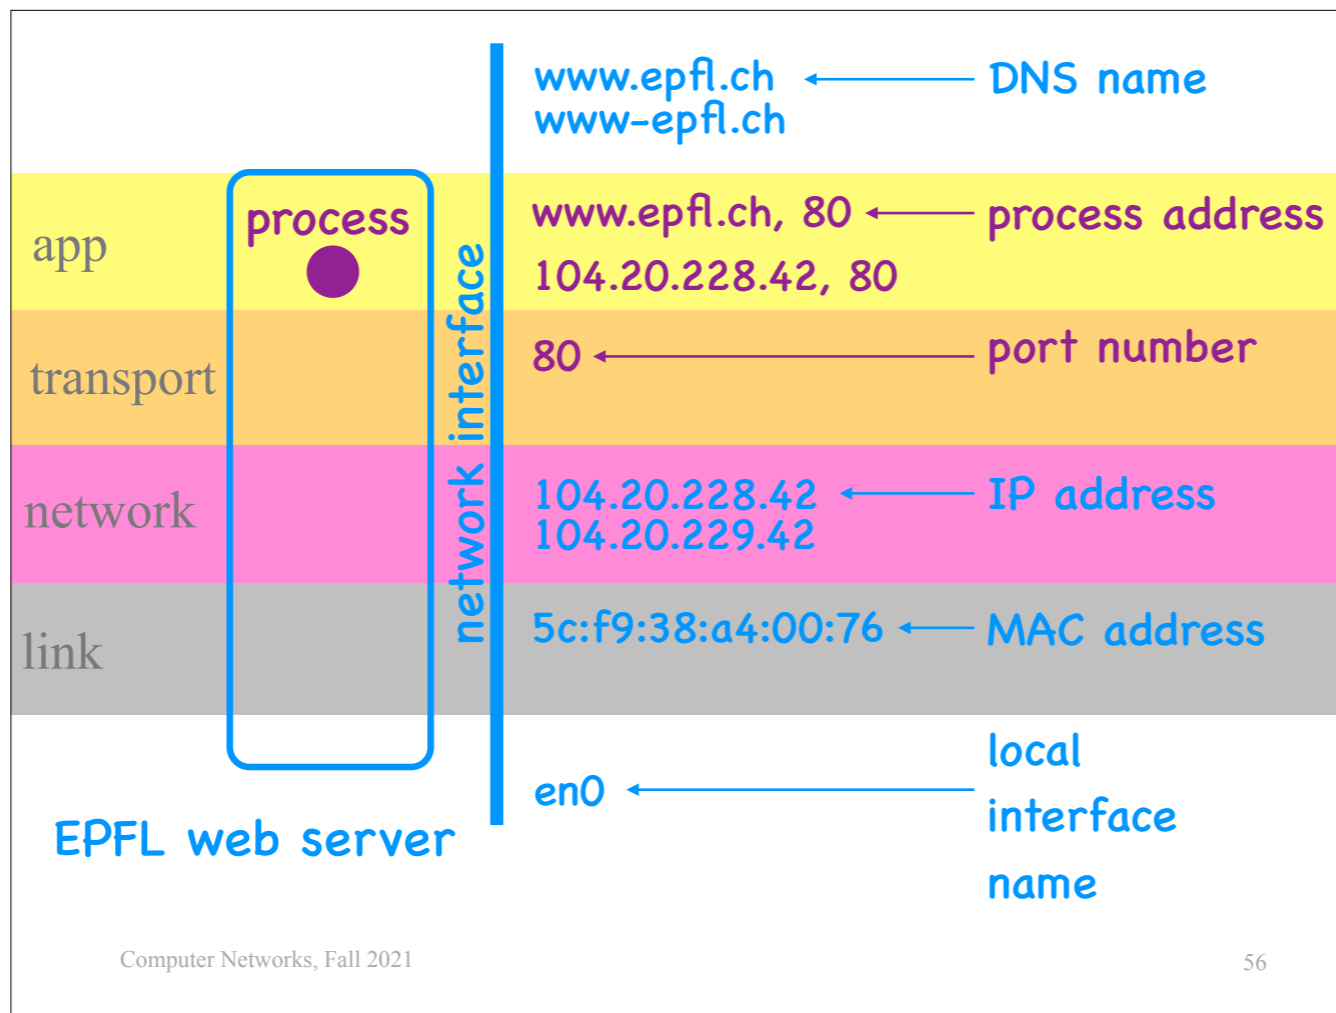 www.epfl.ch
DNS name
www-epfl.ch
app
process
www.epfl.ch, 80
process address
104.20.228.42, 80
transport
80
port number
network interface
network
104.20.228.42
IP address
104.20.229.42
link
5c:f9:38:a4:00:76
MAC address
en0
local
interface
name
EPFL web server
Computer Networks, Fall 2021
56